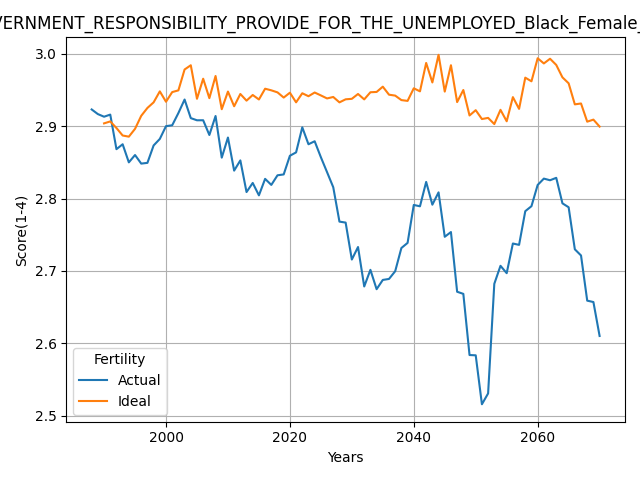 VERNMENT_RESPONSIBILITY_PROVIDE_FOR_THE_UNEMPLOYED_Black_Female_
3.0
2.9
2.8
2.7
2.6
2.5
Score(1-4)
Fertility
Actual
Ideal
2000 2020 2040 2060
Years